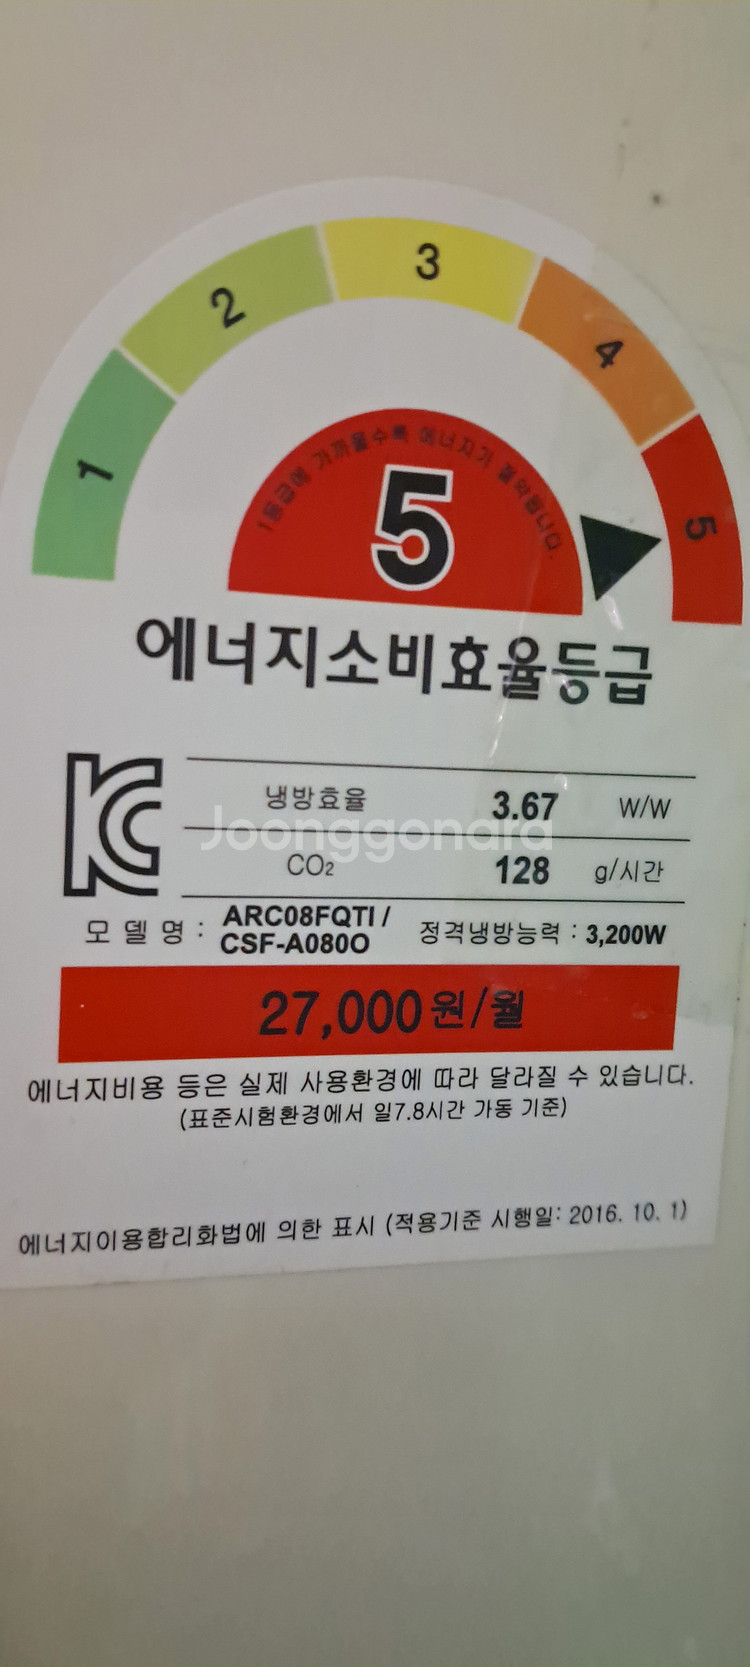 1
2
3
4
5
1등급에 가까울수록 에너지가 절약됩니다.
5
에너지소비효율등급
냉방효율 3.67 W/W
Joonggonara
CO₂ 128 g/시간
모델명 : ARC08FQTI / CSF-A080O 정격냉방능력 : 3,200W
27,000원/월
에너지비용 등은 실제 사용환경에 따라 달라질 수 있습니다.
(표준시험환경에서 일7.8시간 가동 기준)
에너지이용합리화법에 의한 표시 (적용기준 시행일: 2016. 10. 1)